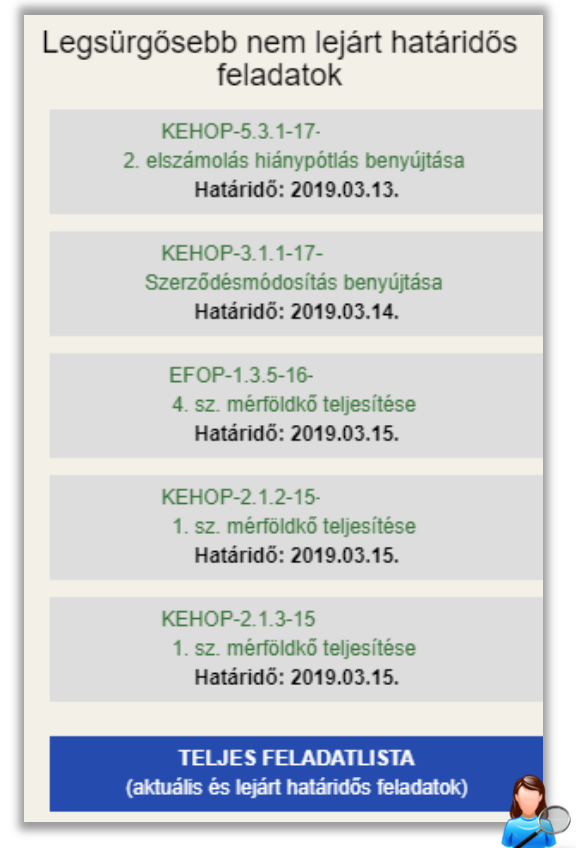 Legsürgősebb nem lejárt határidős
feladatok
KEHOP-5.3.1-17-
2. elszámolás hiánypótlás benyújtása
Határidő: 2019.03.13.
KEHOP-3.1.1-17-
Szerződésmódosítás benyújtása
Határidő: 2019.03.14.
EFOP-1.3.5-16-
4. sz. mérföldkő teljesítése
Határidő: 2019.03.15.
KEHOP-2.1.2-15-
1. sz. mérföldkő teljesítése
Határidő: 2019.03.15.
KEHOP-2.1.3-15
1. sz. mérföldkő teljesítése
Határidő: 2019.03.15.
TELJES FELADATLISTA
(aktuális és lejárt határidős feladatok)